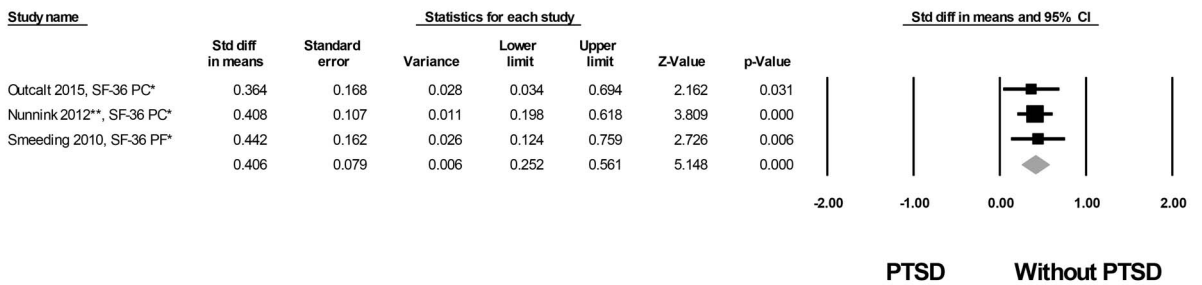 Study name Statistics for each study Std diff in means and 95% CI
Std diff in means Standard error Variance Lower limit Upper limit Z-Value p-Value
Outcalt 2015, SF-36 PC* 0.364 0.168 0.028 0.034 0.694 2.162 0.031
Nunnink 2012**, SF-36 PC* 0.408 0.107 0.011 0.198 0.618 3.809 0.000
Smeeding 2010, SF-36 PF* 0.442 0.162 0.026 0.124 0.759 2.726 0.006
0.406 0.079 0.006 0.252 0.561 5.148 0.000
-2.00 -1.00 0.00 1.00 2.00
PTSD Without PTSD